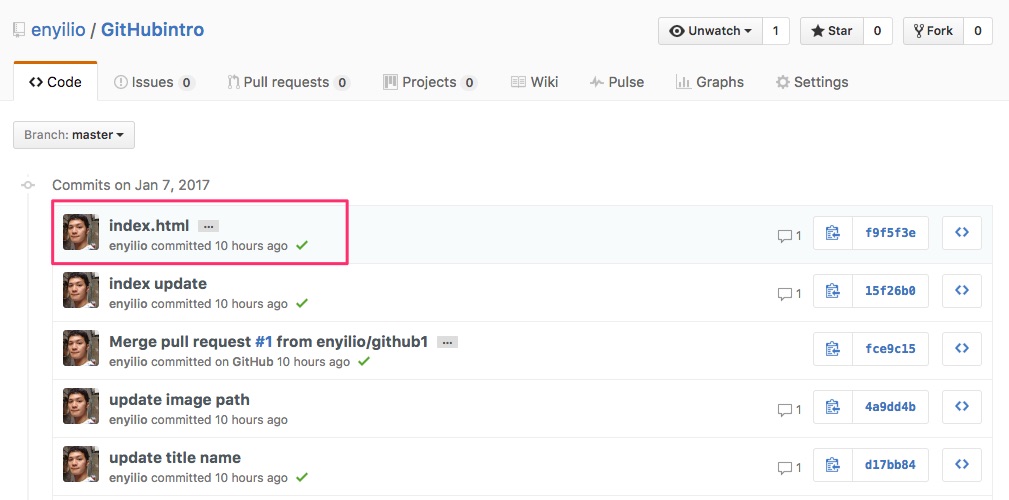 enyilio / GitHubintro
Unwatch 1 Star 0 Fork 0
Code Issues 0 Pull requests 0 Projects 0 Wiki Pulse Graphs Settings
Branch: master
Commits on Jan 7, 2017
index.html ...
enyilio committed 10 hours ago
1 f9f5f3e
index update
enyilio committed 10 hours ago
1 15f26b0
Merge pull request #1 from enyilio/github1 ...
enyilio committed on GitHub 10 hours ago
fce9c15
update image path
enyilio committed 10 hours ago
1 4a9dd4b
update title name
enyilio committed 10 hours ago
1 d17bb84